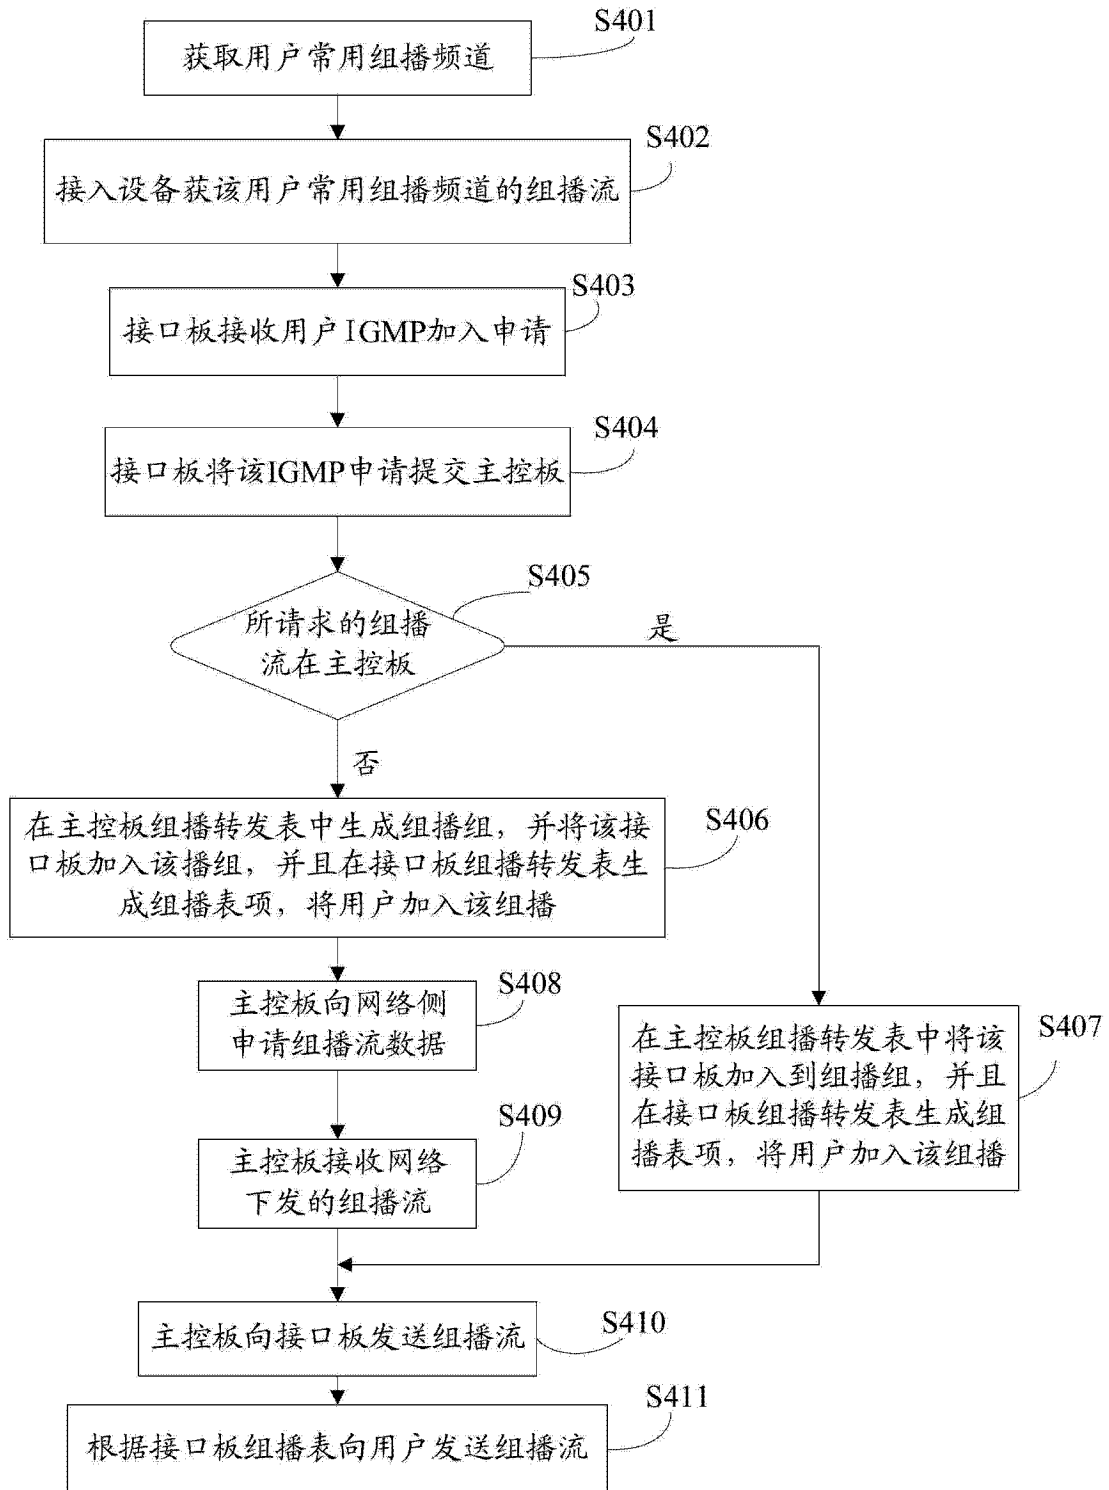 S401
获取用户常用组播频道
S402
接入设备获该用户常用组播频道的组播流
S403
接口板接收用户IGMP加入申请
S404
接口板将该IGMP申请提交主控板
S405
所请求的组播
流在主控板
是
否
S406
在主控板组播转发表中生成组播组，并将该接
口板加入该播组，并且在接口板组播转发表生
成组播表项，将用户加入该组播
S408
主控板向网络侧
申请组播流数据
S407
在主控板组播转发表中将该
接口板加入到组播组，并且
在接口板组播转发表生成组
播表项，将用户加入该组播
S409
主控板接收网络
下发的组播流
S410
主控板向接口板发送组播流
S411
根据接口板组播表向用户发送组播流